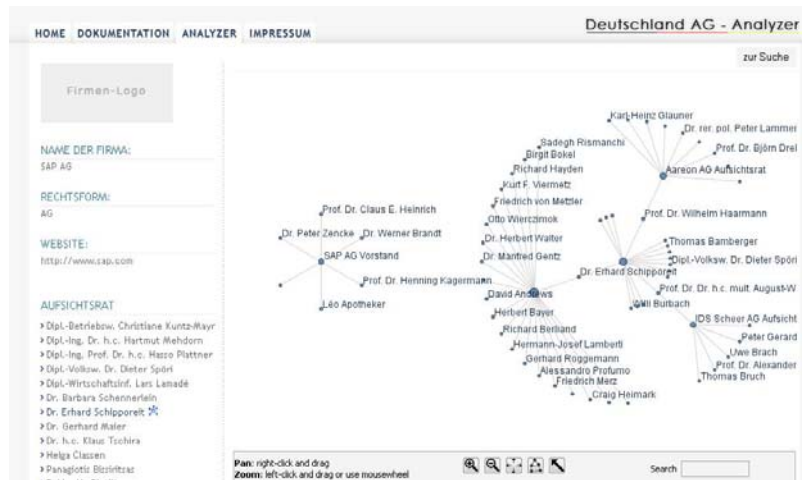 HOME DOKUMENTATION ANALYZER IMPRESSUM
Deutschland AG - Analyzer
zur Suche
Firmen-Logo
NAME DER FIRMA:
SAP AG
RECHTSFORM:
AG
WEBSITE:
http://www.sap.com
AUFSICHTSRAT
Dipl.-Betriebsw. Christiane Kuntz-Mayr
Dipl.-Ing. Dr. h.c. Hartmut Mehdorn
Dipl.-Ing. Prof. Dr. h.c. Hasso Plattner
Dipl.-Volksw. Dr. Dieter Spöri
Dipl.-Wirtschaftsinf. Lars Lamadé
Dr. Barbara Schennerlein
Dr. Erhard Schipporeit
Dr. Gerhard Maier
Dr. h.c. Klaus Tschira
Helga Classen
Panagiotis Bissiritsas
Prof. Dr. Claus E. Heinrich
Dr. Peter Zencke
Dr. Werner Brandt
SAP AG Vorstand
Prof. Dr. Henning Kagermann
Léo Apotheker
Sadegh Rismanchi
Birgit Bokel
Richard Hayden
Kurt F. Viermetz
Friedrich von Metzler
Otto Wierczimok
Dr. Herbert Walter
Dr. Manfred Gentz
David Andrews
Herbert Bayer
Richard Berliand
Hermann-Josef Lamberti
Gerhard Roggemann
Alessandro Profumo
Friedrich Merz
Craig Heimark
Karl-Heinz Glauner
Dr. rer. pol. Peter Lammer
Prof. Dr. Björn Drei
Aareon AG Aufsichtsrat
Prof. Dr. Wilhelm Haarmann
Thomas Bamberger
Dipl.-Volksw. Dr. Dieter Spöri
Dr. Erhard Schipporeit
Prof. Dr. Dr. h.c. mult. August-W
Willi Burbach
IDS Scheer AG Aufsicht
Peter Gerard
Uwe Brach
Prof. Dr. Alexander
Thomas Bruch
Pan: right-click and drag
Zoom: left-click and drag or use mousewheel
Search